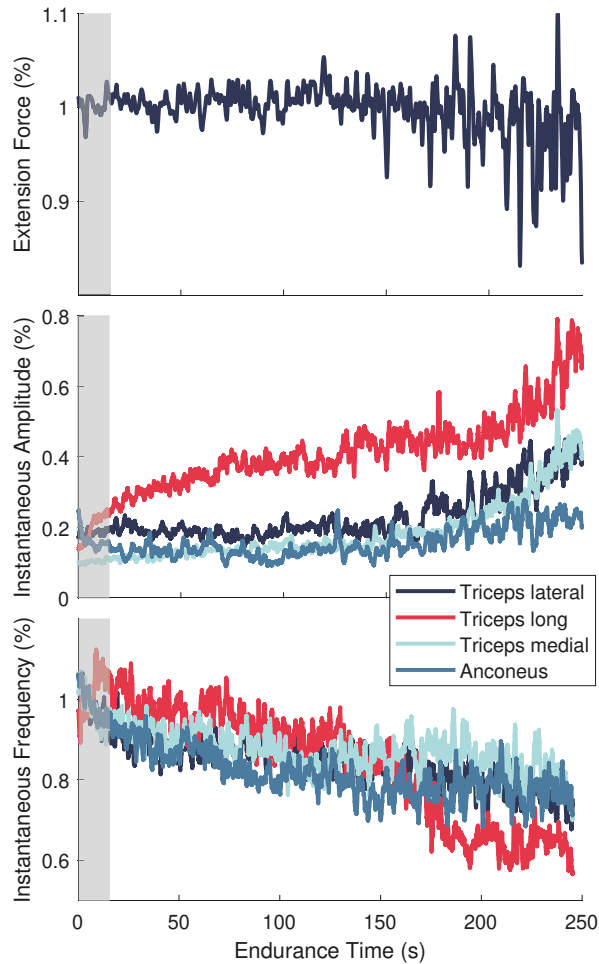 Extension Force (%)
1.1
1
0.9
Instantaneous Amplitude (%)
0.8
0.6
0.4
0.2
0
Triceps lateral
Triceps long
Triceps medial
Anconeus
Instantaneous Frequency (%)
1
0.8
0.6
0
50
100
150
200
250
Endurance Time (s)